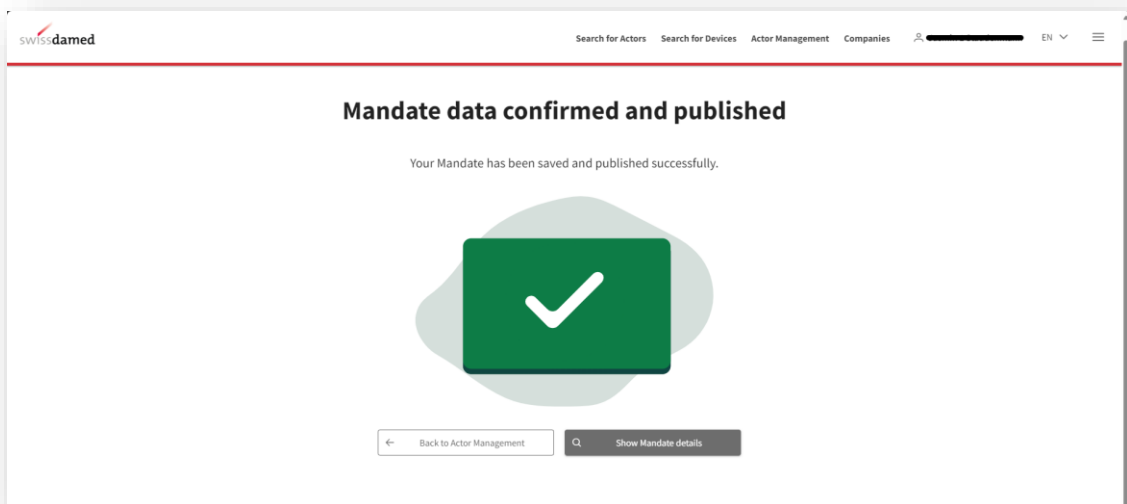 swissdamed
Search for Actors Search for Devices Actor Management Companies EN
Mandate data confirmed and published
Your Mandate has been saved and published successfully.
Back to Actor Management Show Mandate details